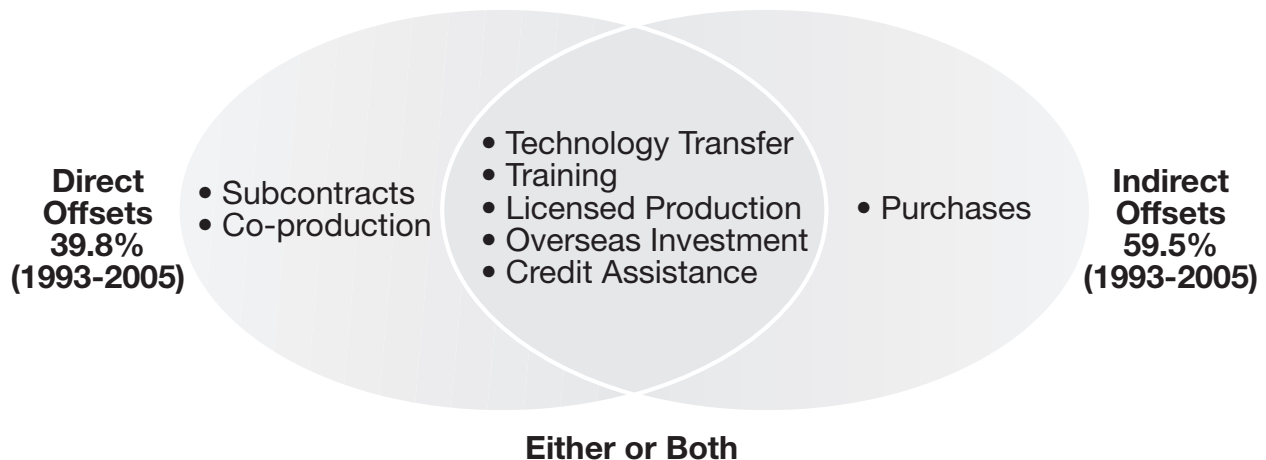 Direct
Offsets
39.8%
(1993-2005)
• Subcontracts
• Co-production
• Technology Transfer
• Training
• Licensed Production
• Overseas Investment
• Credit Assistance
• Purchases
Indirect
Offsets
59.5%
(1993-2005)
Either or Both